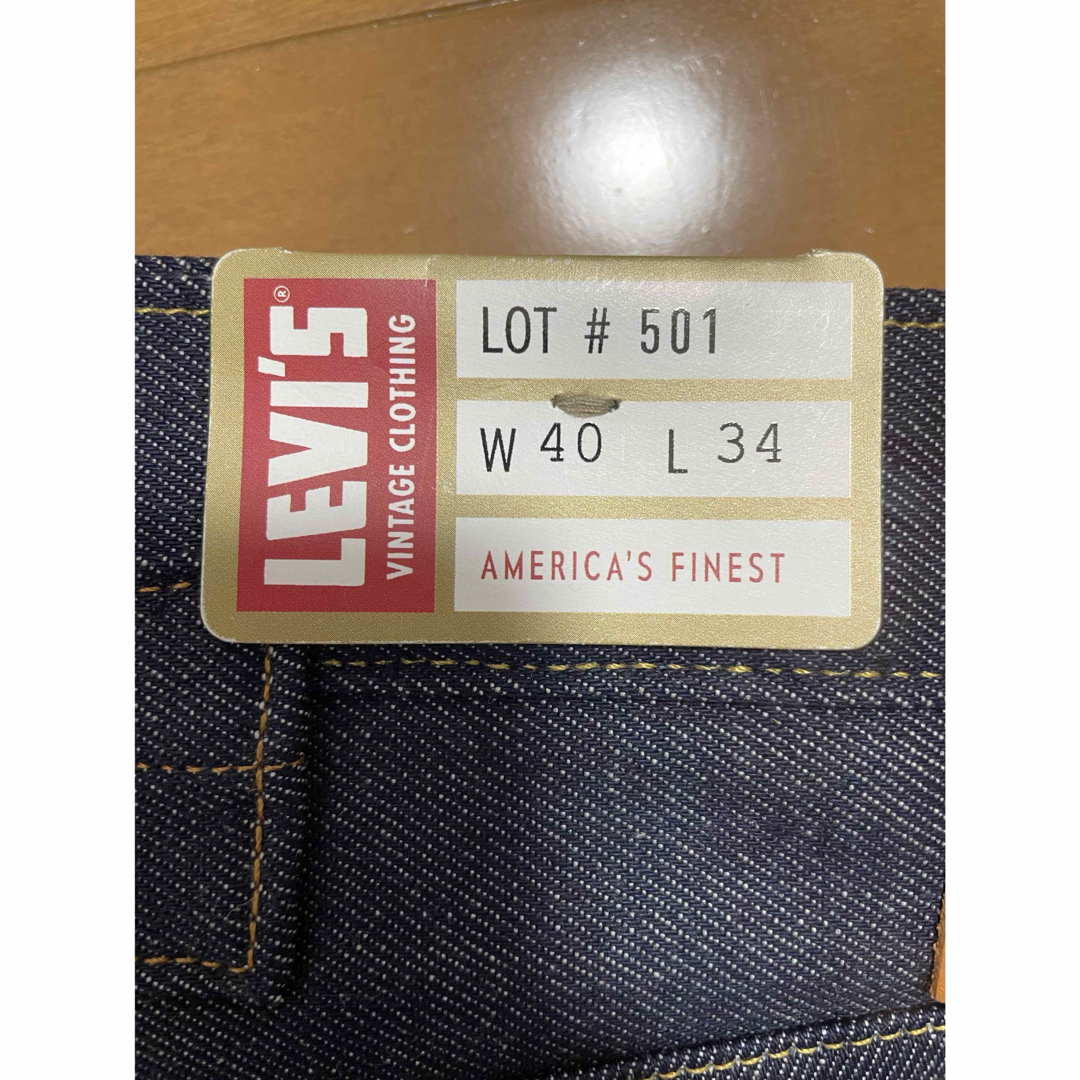 LEVI'S®
VINTAGE CLOTHING
LOT # 501
W 40 L 34
AMERICA'S FINEST